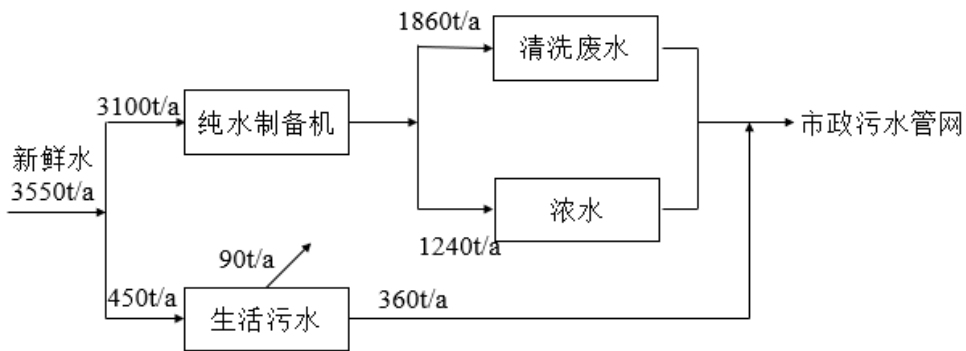 1860t/a
清洗废水
3100t/a
纯水制备机
市政污水管网
新鲜水
3550t/a
浓水
1240t/a
90t/a
450t/a
生活污水
360t/a